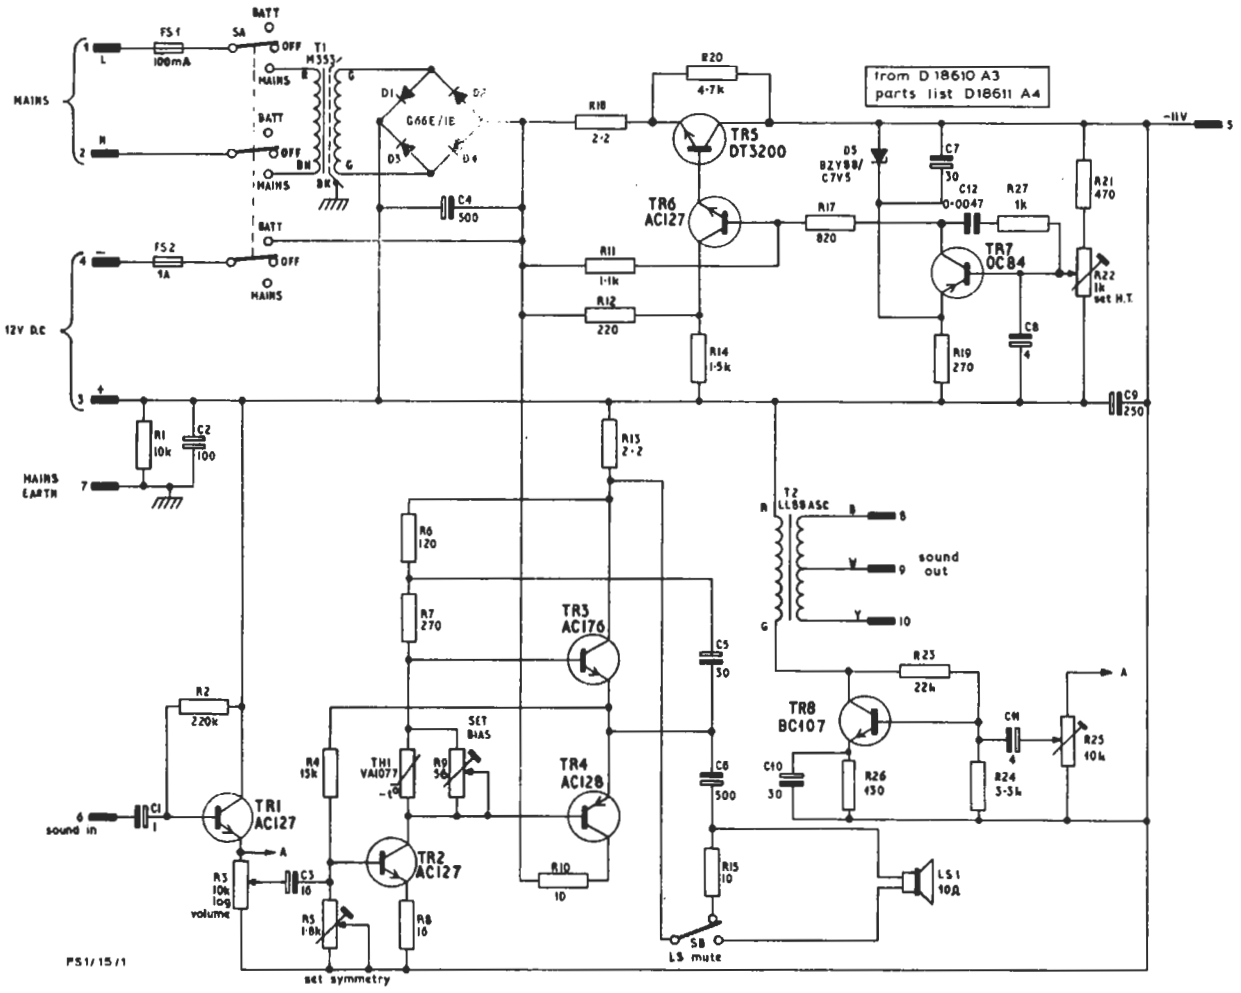 BATT
FS1
SA
OFF
100mA
1
L
MAINS
T1
M353
R
G
MAINS
BATT
N
2
OFF
MAINS
BN
BK
G
D1
D2
G66E/1E
D3
D4
C4
500
BATT
FS2
4
OFF
1A
MAINS
12V D.C
3
+
R1
10k
C2
100
MAINS
EARTH
7
R20
4·7k
R18
2·2
TR5
DT3200
from D18610 A3
parts list D18611 A4
-11V
5
D5
BZY88/
C7V5
C7
30
C12
0·0047
R27
1k
R21
470
TR6
AC127
R17
820
TR7
OC84
R22
1k
set H.T.
R11
1·1k
R12
220
R14
1·5k
R19
270
C8
4
C9
250
R13
2·2
R6
120
R7
270
TR3
AC176
C5
30
T2
LL88ASC
R
G
B
8
W
9
sound
out
Y
10
R2
220k
R4
15k
TH1
VA1077
-t°
SET
BIAS
R9
50
TR4
AC128
C6
500
TR8
BC107
R23
22k
C11
4
A
R25
10k
C10
30
R26
130
R24
3·3k
6
sound in
C1
1
TR1
AC127
A
R3
10k
log
volume
C3
16
TR2
AC127
R10
10
R5
1·8k
R8
16
set symmetry
R15
10
LS1
10Ω
SB
LS mute
PS1/15/1